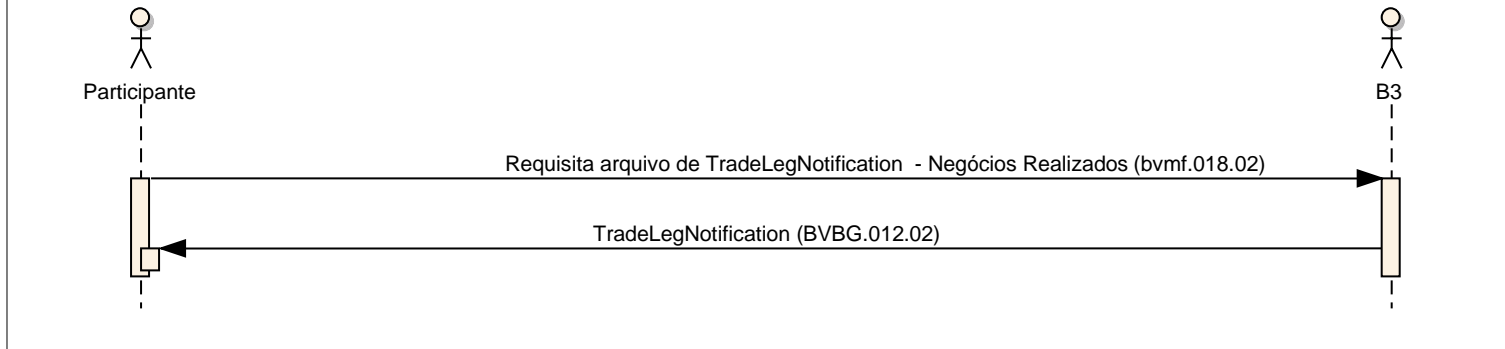 Participante
B3
Requisita arquivo de TradeLegNotification  - Negócios Realizados (bvmf.018.02)
TradeLegNotification (BVBG.012.02)